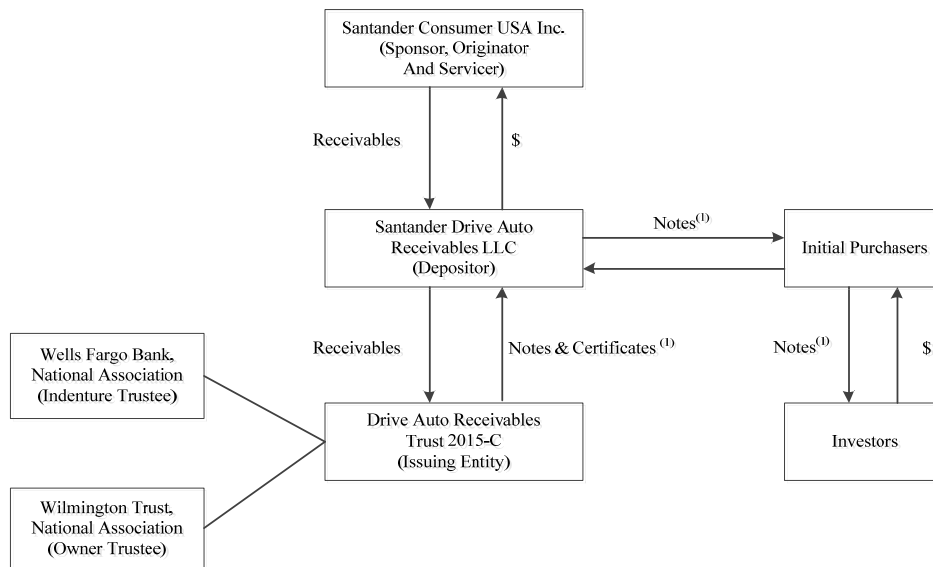 Santander Consumer USA Inc.
(Sponsor, Originator
And Servicer)
Receivables
$
Santander Drive Auto
Receivables LLC
(Depositor)
Notes(1)
Initial Purchasers
Receivables
Notes & Certificates (1)
Notes(1)
$
Wells Fargo Bank,
National Association
(Indenture Trustee)
Drive Auto Receivables
Trust 2015-C
(Issuing Entity)
Investors
Wilmington Trust,
National Association
(Owner Trustee)